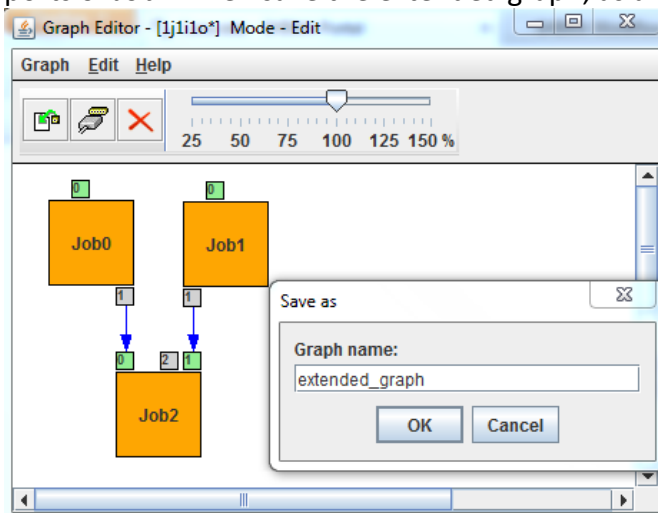 Graph Editor - [1j1i1o*] Mode - Edit
Graph Edit Help
25 50 75 100 125 150 %
0 0
Job0 Job1
1 1
Save as
Graph name:
extended_graph
OK Cancel
0 2 1
Job2